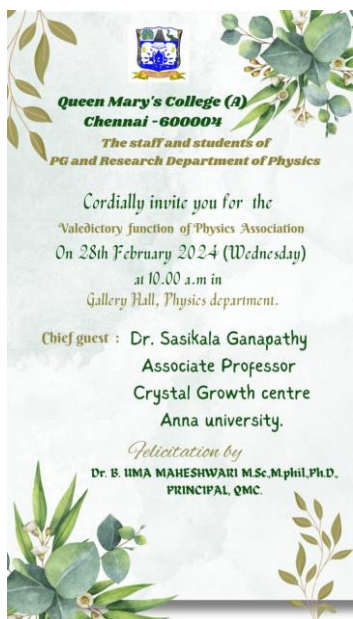 Queen Mary's College (A)
Chennai -600004
The staff and students of
PG and Research Department of Physics
Cordially invite you for the
Valedictory function of Physics Association
On 28th February 2024 (Wednesday)
at 10.00 a.m in
Gallery Hall, Physics department.
Chief guest : Dr. Sasikala Ganapathy
Associate Professor
Crystal Growth centre
Anna university.
Felicitation by
Dr. B. UMA MAHESHWARI M.Sc.,M.phil.,Ph.D.,
PRINCIPAL, QMC.